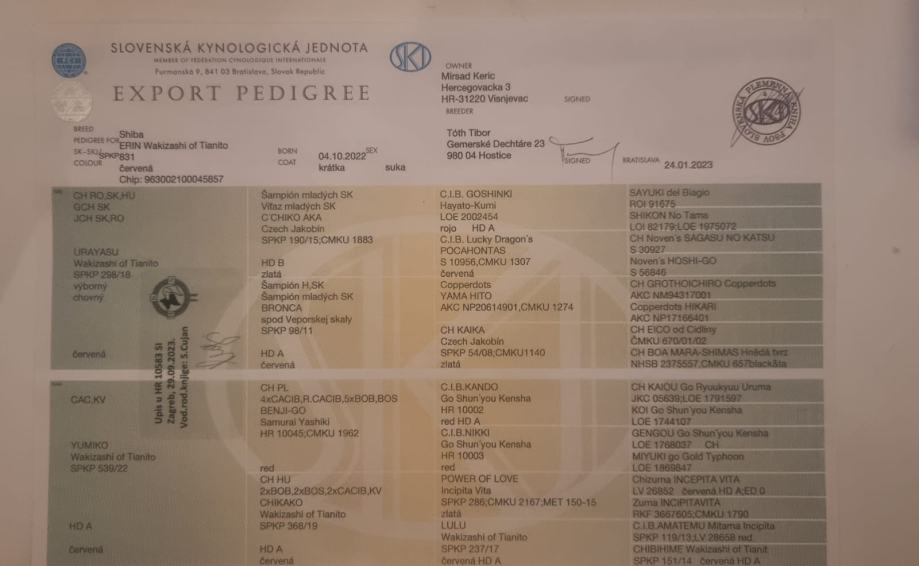 SLOVENSKÁ KYNOLOGICKÁ JEDNOTA
MEMBER OF FEDERATION CYNOLOGIQUE INTERNATIONALE
Furmanská 9, 841 03 Bratislava, Slovak Republic
EXPORT PEDIGREE
SKJ
OWNER
Mirsad Keric
Hercegovacka 3
HR-31220 Visnjevac
SIGNED
BREEDER
Tóth Tibor
Gemerské Dechtáre 23
980 04 Hostice
SIGNED
BRATISLAVA 24.01.2023
BREED Shiba
PEDIGREE FOR ERIN Wakizashi of Tianito
SPKP 831
COLOUR červená
Chip: 963002100045857
BORN 04.10.2022
SEX suka
COAT krátka
CH RO,SK,HU
GCH SK
JCH SK,RO
URAYASU
Wakizashi of Tianito
SPKP 298/18
výborný
chovný
červená
Upis u HR 10583 SI
Zagreb, 29.09.2023.
Vod.rod.knjige: S.Cujan
Šampión mladých SK
Víťaz mladých SK
C'CHIKO AKA
Czech Jakobín
SPKP 190/15;CMKU 1883
HD B
zlatá
Šampión H,SK
Šampión mladých SK
BRONCA
spod Veporskej skaly
SPKP 98/11
HD A
červená
C.I.B. GOSHINKI
Hayato-Kumi
LOE 2002454
rojo HD A
C.I.B. Lucky Dragon's
POCAHONTAS
S 10956,CMKU 1307
červená
Copperdots
YAMA HITO
AKC NP20614901,CMKU 1274
CH KAIKA
Czech Jakobín
SPKP 54/08;CMKU1140
zlatá
SAYUKI del Biagio
ROI 91675
SHIKON No Tama
LOI 82179;LOE 1975072
CH Noven's SAGASU NO KATSU
S 30927
Noven's HOSHI-GO
S 56846
CH GROTHOICHIRO Copperdots
AKC NM94317001
Copperdots HIKARI
AKC NP17166401
CH EICO od Cidliny
ČMKU 670/01/02
CH BOA MARA-SHIMAS Hnědá tvrz
NHSB 2375557,CMKU 657black&ta
CAC,KV
YUMIKO
Wakizashi of Tianito
SPKP 539/22
HD A
červená
CH PL
4xCACIB,R.CACIB,5xBOB,BOS
BENJI-GO
Samurai Yashiki
HR 10045;CMKU 1962
red
CH HU
2xBOB,2xBOS,2xCACIB,KV
CHIKAKO
Wakizashi of Tianito
SPKP 368/19
HD A
červená
C.I.B.KANDO
Go Shun'you Kensha
HR 10002
red HD A
C.I.B.NIKKI
Go Shun'you Kensha
HR 10003
red
POWER OF LOVE
Incipita Vita
SPKP 286;CMKU 2167;MET 150-15
zlatá
LULU
Wakizashi of Tianito
SPKP 237/17
červená HD A
CH KAIOU Go Ryuukyuu Uruma
JKC 05639;LOE 1791597
KOI Go Shun'you Kensha
LOE 1744107
GENGOU Go Shun'you Kensha
LOE 1768037 CH
MIYUKI go Gold Typhoon
LOE 1869847
Chizuma INCEPITA VITA
LV 26852 červená HD A;ED 0
Zuma INCIPITAVITA
RKF 3667605;CMKU 1790
C.I.B.AMATEMU Mitama Incipita
SPKP 119/13;LV 28658 red.
CHIBIHIME Wakizashi of Tianit
SPKP 151/14 červená HD A